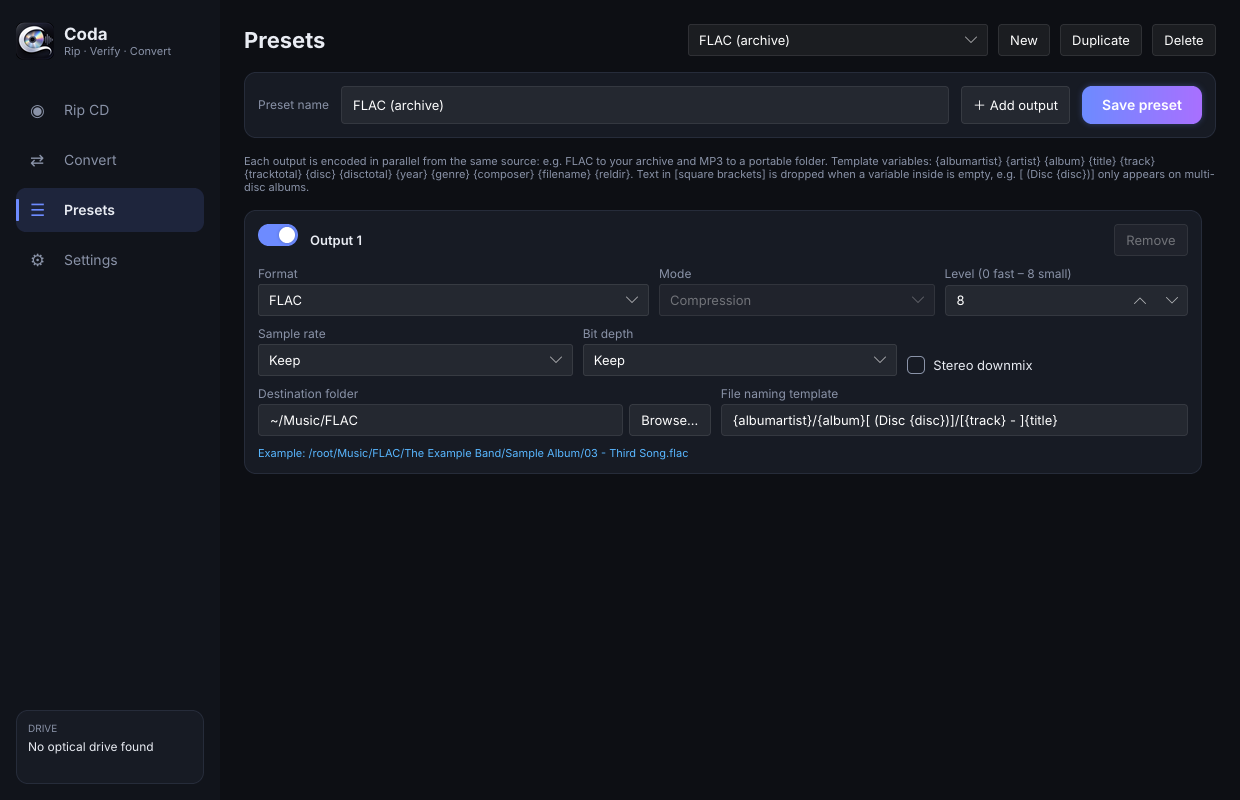 Coda
Rip · Verify · Convert
Rip CD
Convert
Presets
Settings
DRIVE
No optical drive found
Presets
FLAC (archive)
New
Duplicate
Delete
Preset name
FLAC (archive)
+ Add output
Save preset
Each output is encoded in parallel from the same source: e.g. FLAC to your archive and MP3 to a portable folder. Template variables: {albumartist} {artist} {album} {title} {track}
{tracktotal} {disc} {disctotal} {year} {genre} {composer} {filename} {reldir}. Text in [square brackets] is dropped when a variable inside is empty, e.g. [ (Disc {disc})] only appears on multi-
disc albums.
Output 1
Remove
Format
Mode
Level (0 fast – 8 small)
FLAC
Compression
8
Sample rate
Bit depth
Keep
Keep
Stereo downmix
Destination folder
File naming template
~/Music/FLAC
Browse...
{albumartist}/{album}[ (Disc {disc})]/[{track} - ]{title}
Example: /root/Music/FLAC/The Example Band/Sample Album/03 - Third Song.flac